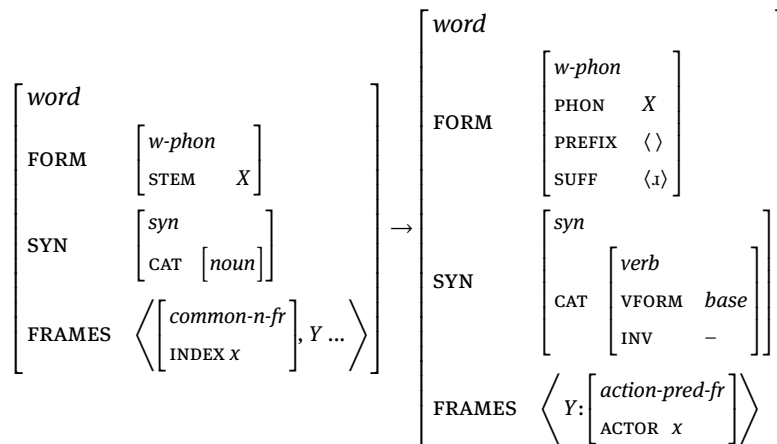 word
FORM
w-phon
STEM X
SYN
syn
CAT [noun]
FRAMES
⟨[common-n-fr
INDEX x], Y ...⟩
→
word
FORM
w-phon
PHON X
PREFIX ⟨ ⟩
SUFF ⟨ɪ⟩
SYN
syn
CAT
verb
VFORM base
INV –
FRAMES
⟨Y:[action-pred-fr
ACTOR x]⟩